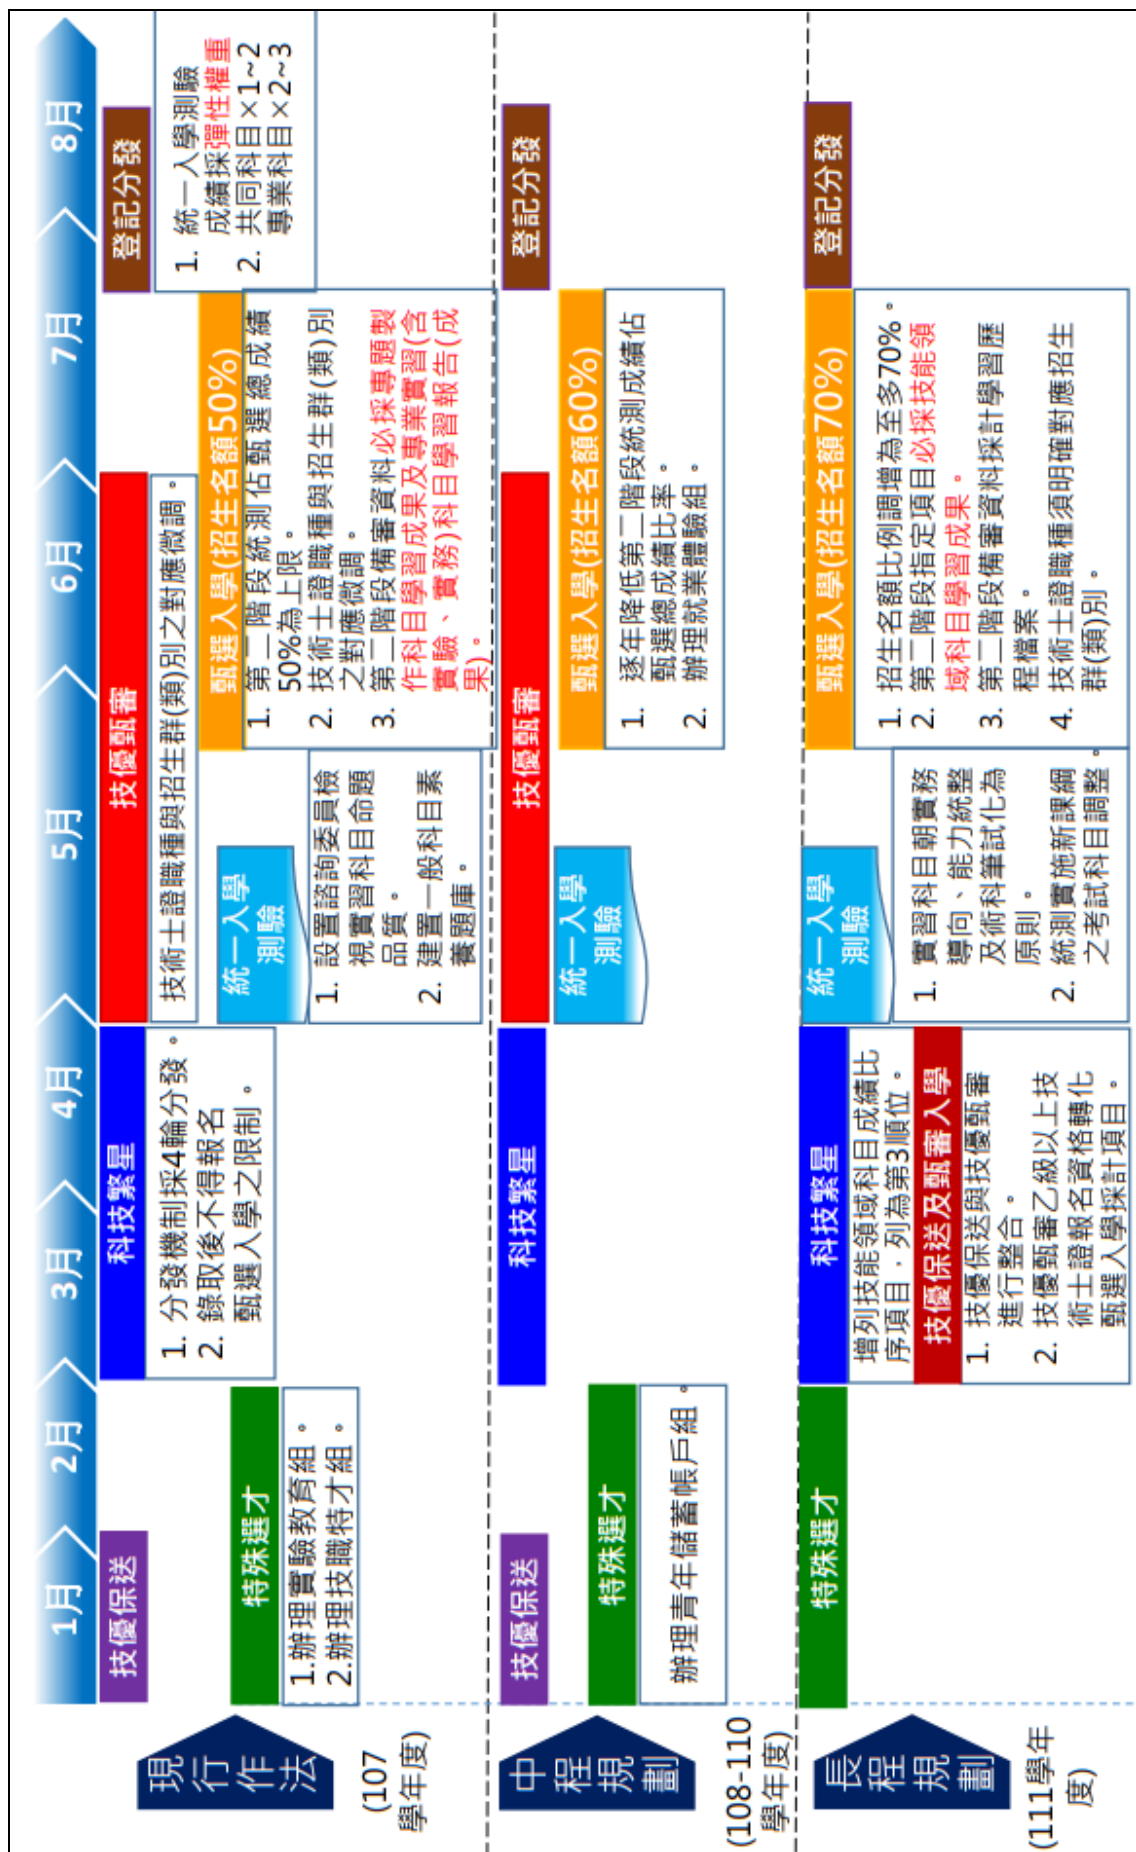 1月
2月
3月
4月
5月
6月
7月
8月
現行作法
(107
學年度)
技優保送
特殊選才
1.辦理實驗教育組。
2.辦理技職特才組。
科技繁星
1. 分發機制採4輪分發。
2. 錄取後不得報名
甄選入學之限制。
技優甄審
技術士證職種與招生群(類)別之對應微調。
統一入學
測驗
1. 設置諮詢委員檢
視實習科目命題
品質。
2. 建置一般科目素
養題庫。
甄選入學(招生名額50%)
1. 第二階段統測佔甄選總成績
50%為上限。
2. 技術士證職種與招生群(類)別
之對應微調。
3. 第二階段備審資料必採專題製
作科目學習成果及專業實習(含
實驗、實務)科目學習報告(成
果)。
登記分發
1. 統一入學測驗
成績採彈性權重
2. 共同科目×1~2
專業科目×2~3
中程規劃
(108-110
學年度)
技優保送
特殊選才
辦理青年儲蓄帳戶組。
科技繁星
技優甄審
統一入學
測驗
甄選入學(招生名額60%)
1. 逐年降低第二階段統測成績佔
甄選總成績比率。
2. 辦理就業體驗組。
登記分發
長程規劃
(111學年
度)
特殊選才
科技繁星
增列技能領域科目成績比
序項目，列為第3順位。
技優保送及甄審入學
1. 技優保送與技優甄審
進行整合。
2. 技優甄審乙級以上技
術士證報名資格轉化
甄選入學採計項目。
統一入學
測驗
1. 實習科目朝實務
導向、能力統整
及術科筆試化為
原則。
2. 統測實施新課綱
之考試科目調整。
甄選入學(招生名額70%)
1. 招生名額比例調增為至多70%。
2. 第二階段指定項目必採技能領
域科目學習成果。
3. 第二階段備審資料採計學習歷
程檔案。
4. 技術士證職種須明確對應招生
群(類)別。
登記分發